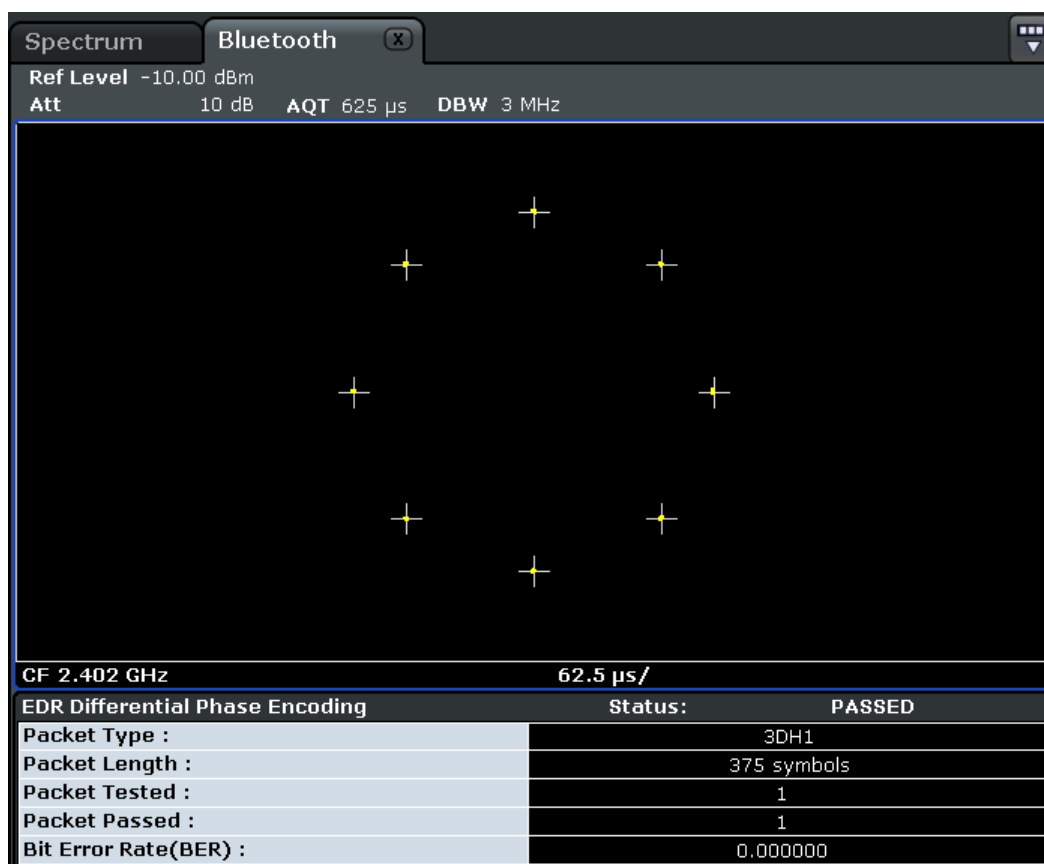 Spectrum Bluetooth X
Ref Level -10.00 dBm
Att 10 dB AQT 625 µs DBW 3 MHz
CF 2.402 GHz 62.5 µs/
EDR Differential Phase Encoding Status: PASSED
Packet Type : 3DH1
Packet Length : 375 symbols
Packet Tested : 1
Packet Passed : 1
Bit Error Rate(BER) : 0.000000